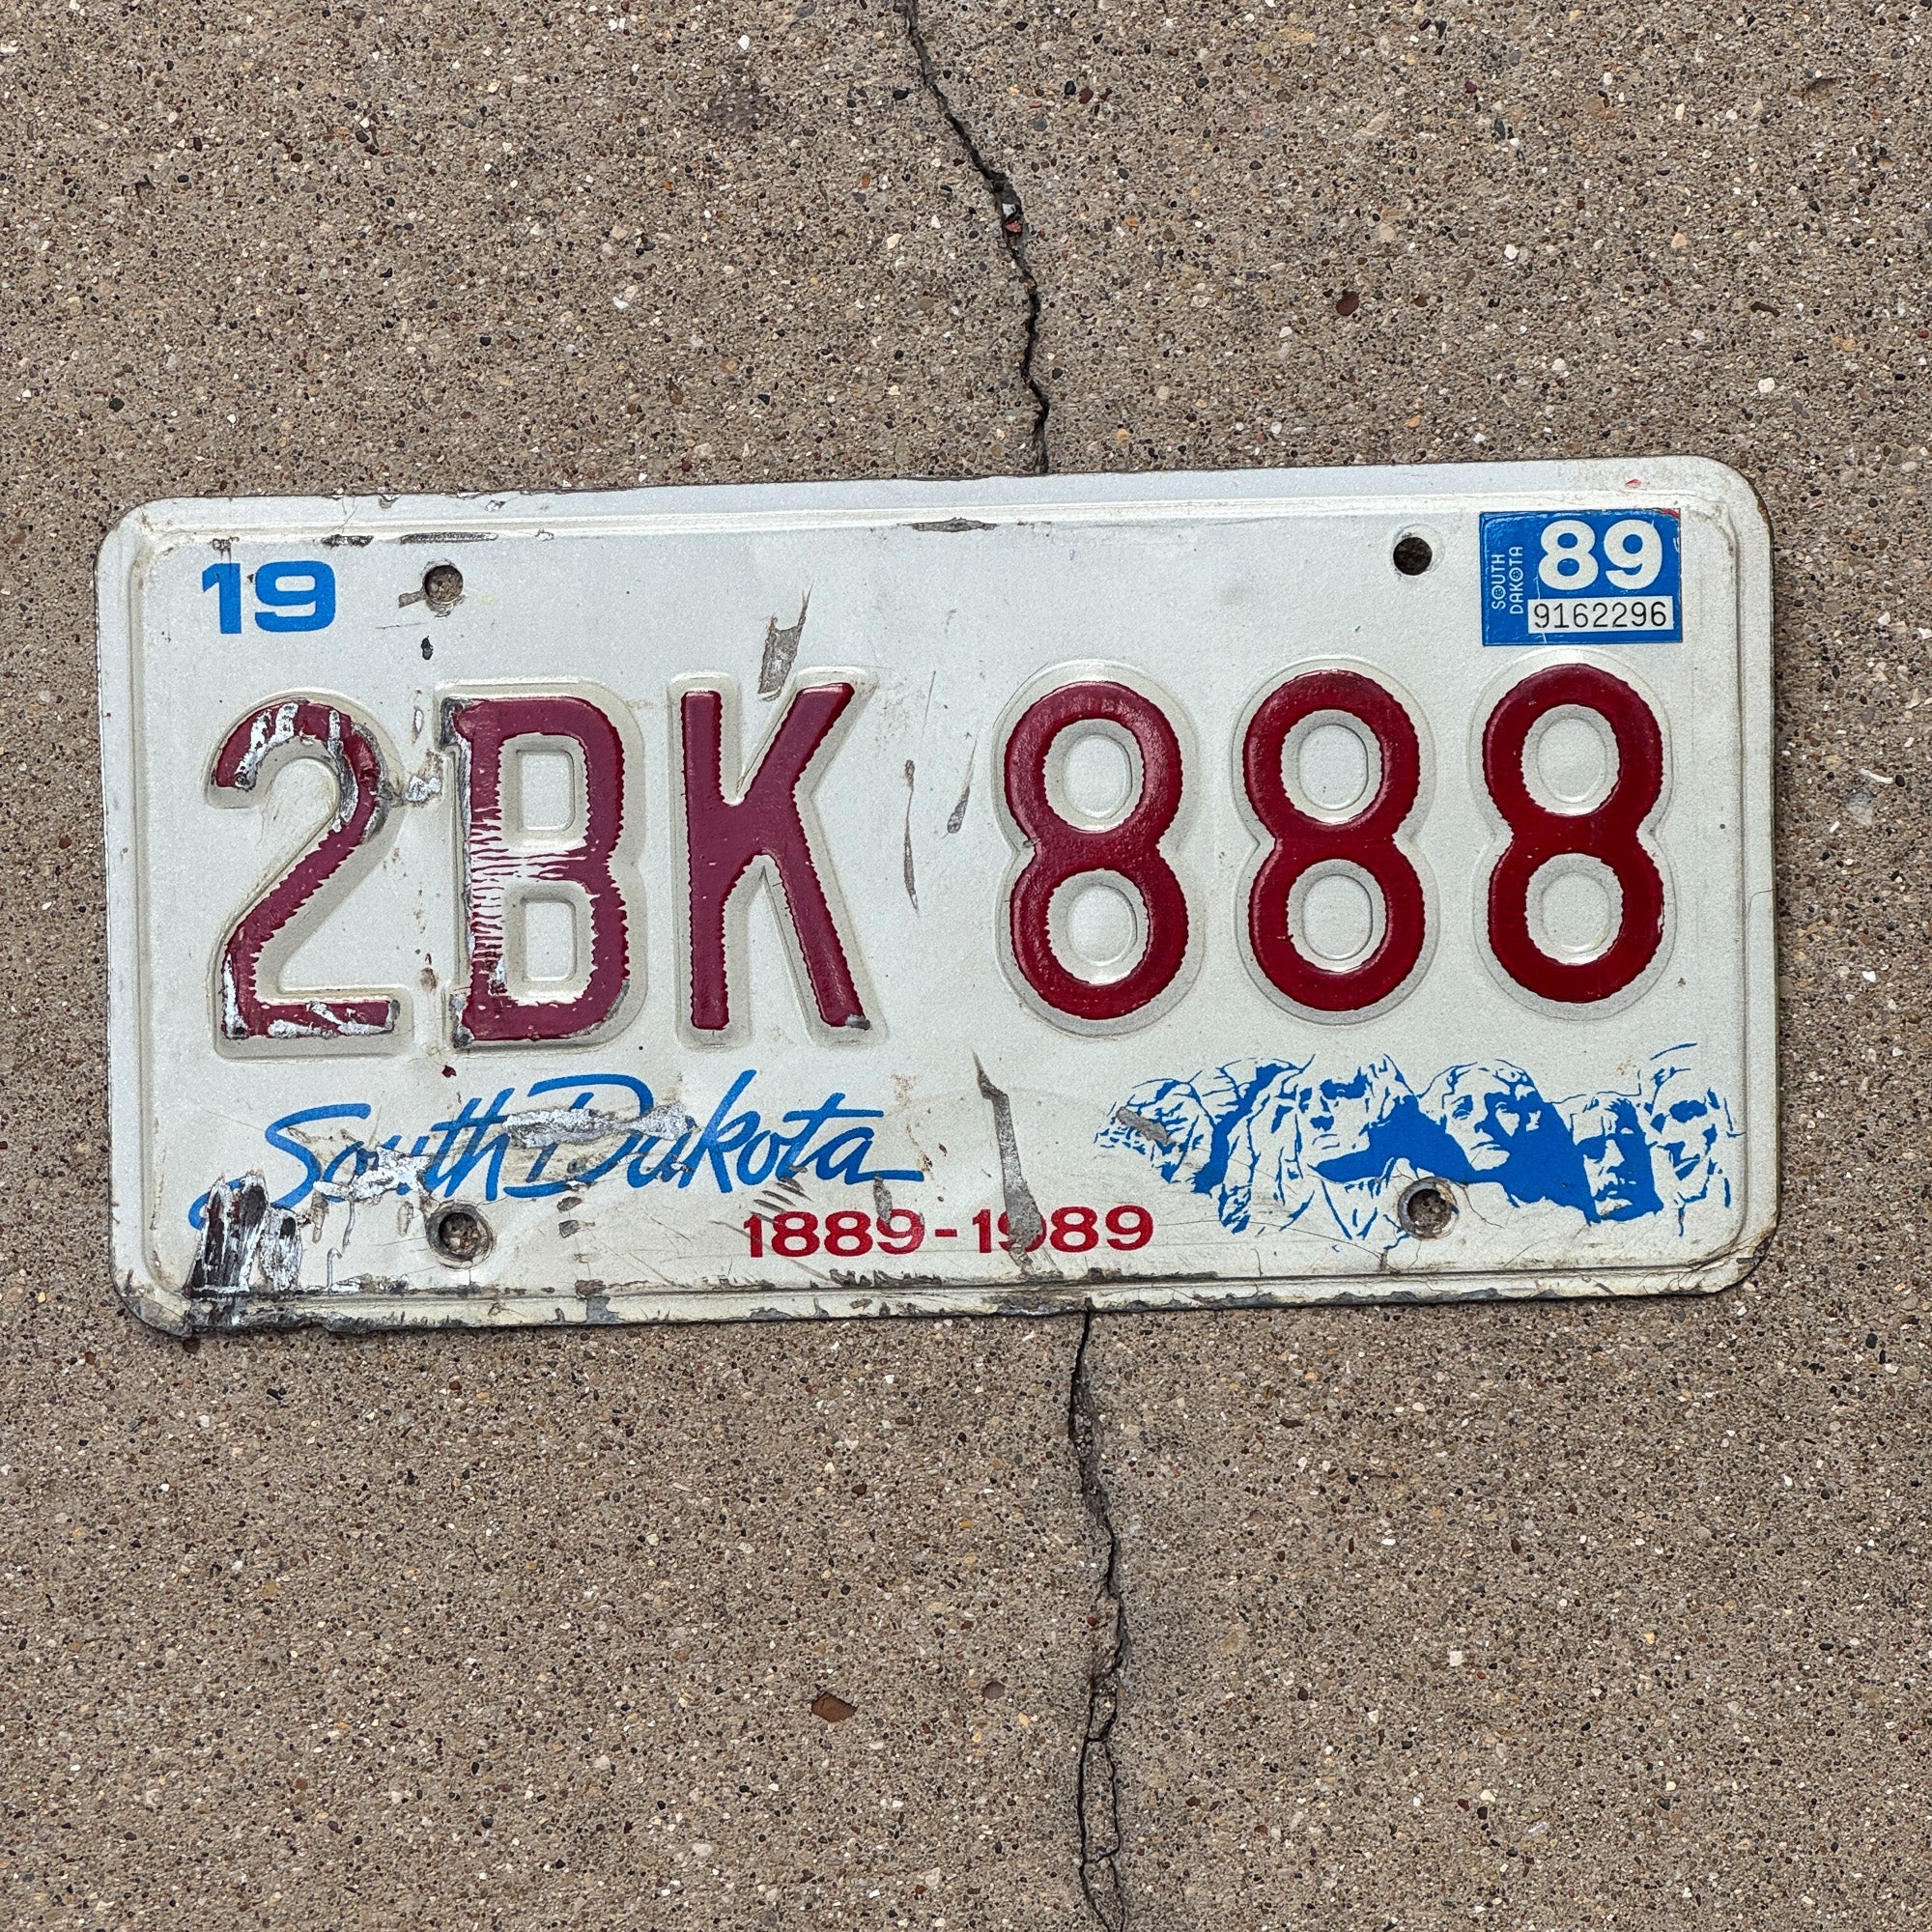 19
SOUTH
DAKOTA
89
9162296
2BK 888
South Dakota
1889-1989